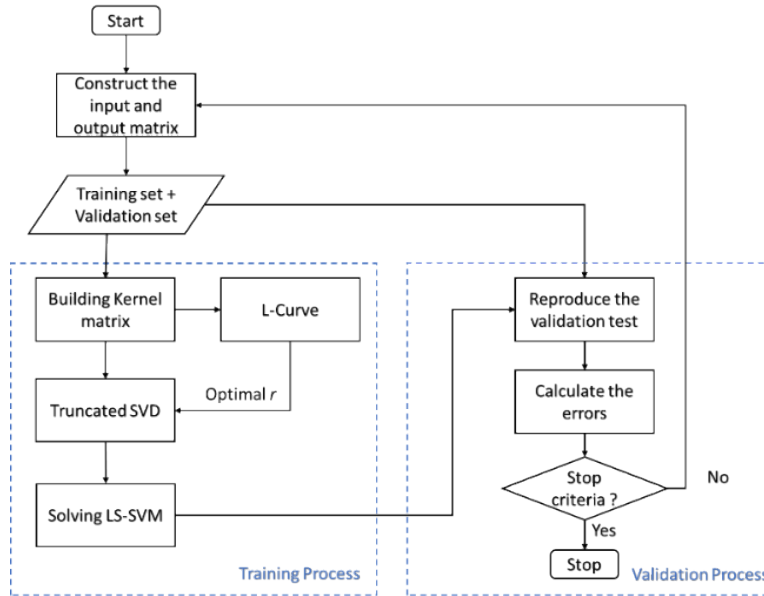 Start
Construct the
input and
output matrix
Training set +
Validation set
Building Kernel
matrix
L-Curve
Optimal r
Truncated SVD
Solving LS-SVM
Training Process
Reproduce the
validation test
Calculate the
errors
Stop
criteria ?
No
Yes
Stop
Validation Process